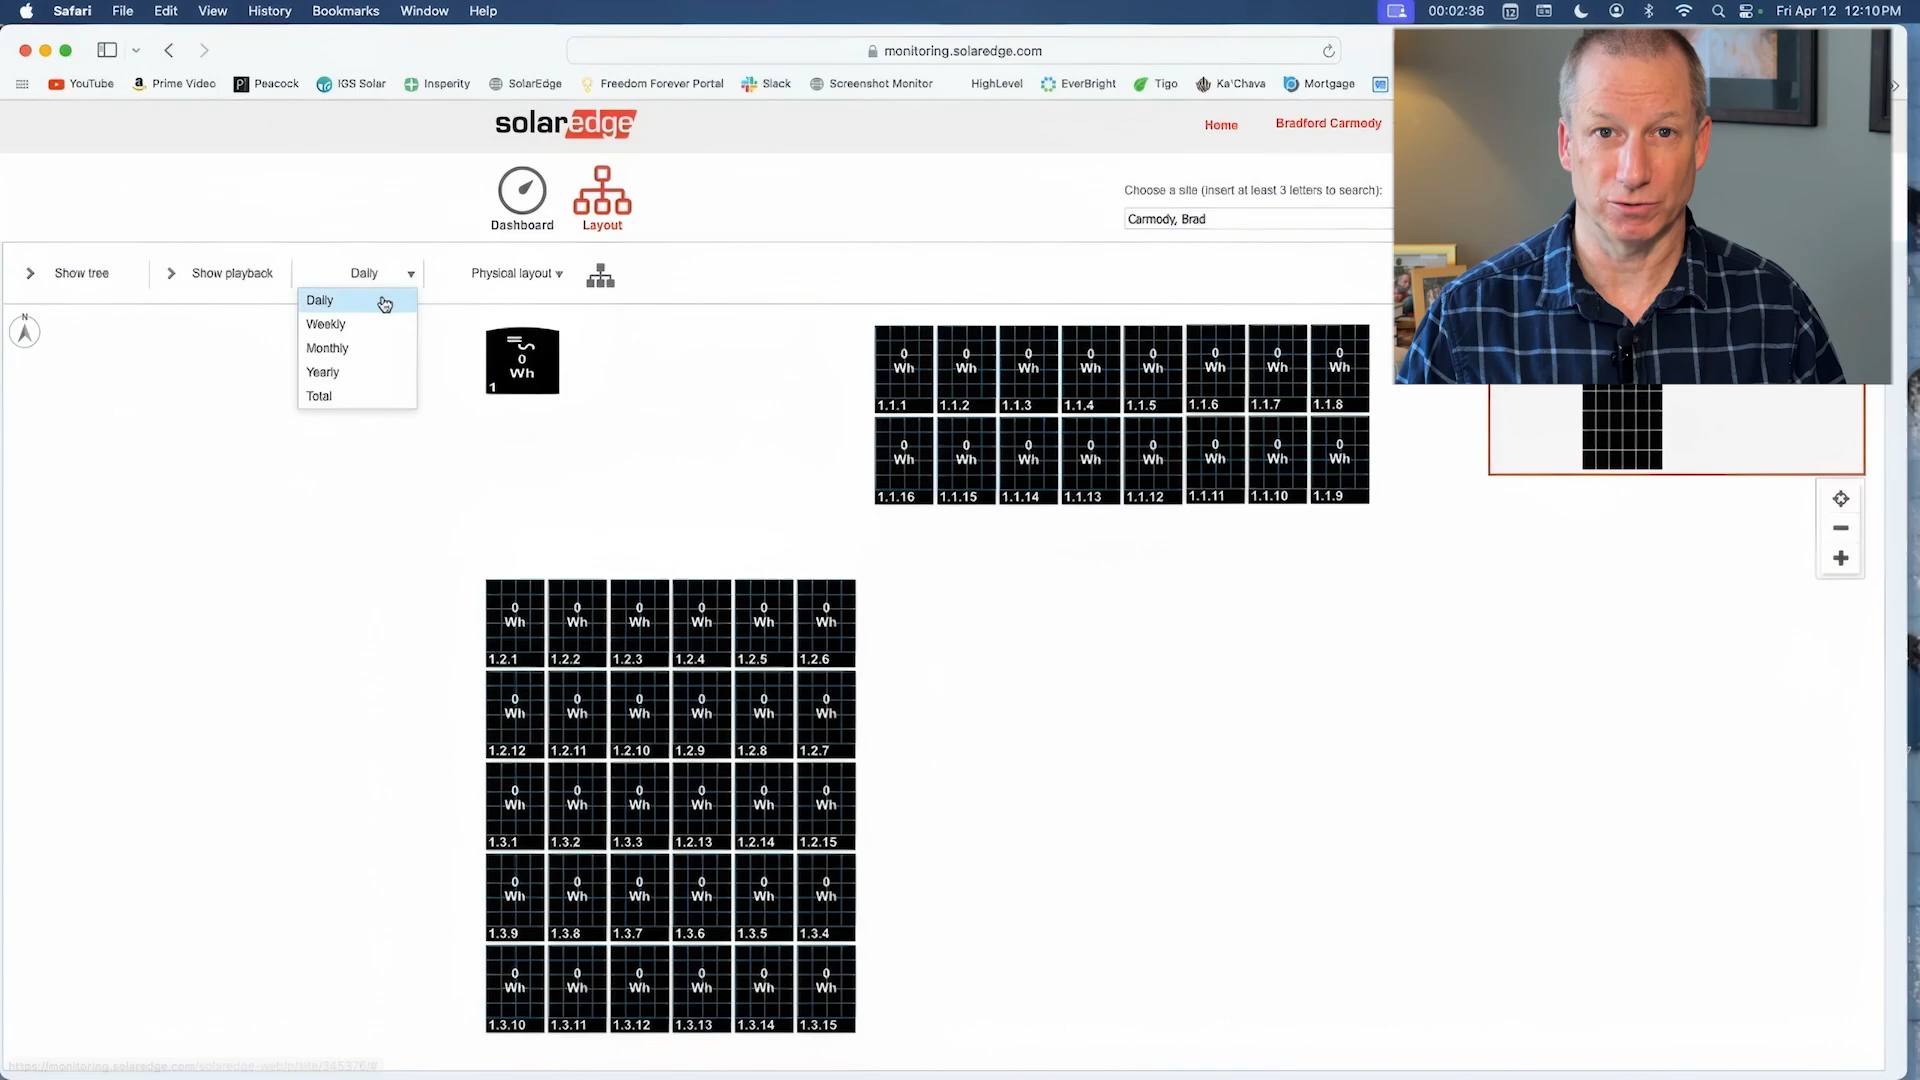 Safari File Edit View History Bookmarks Window Help 00:02:36 12 Fri Apr 12 12:10 PM
monitoring.solaredge.com
YouTube Prime Video Peacock IGS Solar Insperity SolarEdge Freedom Forever Portal Slack Screenshot Monitor HighLevel EverBright Tigo Ka'Chava Mortgage
solaredge
Home Bradford Carmody
Dashboard Layout
Choose a site (insert at least 3 letters to search):
Carmody, Brad
Show tree Show playback Daily Physical layout
Daily
Weekly
Monthly
Yearly
Total
N
0
Wh
1
0 0 0 0 0 0 0 0
Wh Wh Wh Wh Wh Wh Wh Wh
1.1.1 1.1.2 1.1.3 1.1.4 1.1.5 1.1.6 1.1.7 1.1.8
0 0 0 0 0 0 0 0
Wh Wh Wh Wh Wh Wh Wh Wh
1.1.16 1.1.15 1.1.14 1.1.13 1.1.12 1.1.11 1.1.10 1.1.9
0 0 0 0 0 0
Wh Wh Wh Wh Wh Wh
1.2.1 1.2.2 1.2.3 1.2.4 1.2.5 1.2.6
0 0 0 0 0 0
Wh Wh Wh Wh Wh Wh
1.2.12 1.2.11 1.2.10 1.2.9 1.2.8 1.2.7
0 0 0 0 0 0
Wh Wh Wh Wh Wh Wh
1.3.1 1.3.2 1.3.3 1.2.13 1.2.14 1.2.15
0 0 0 0 0 0
Wh Wh Wh Wh Wh Wh
1.3.9 1.3.8 1.3.7 1.3.6 1.3.5 1.3.4
0 0 0 0 0 0
Wh Wh Wh Wh Wh Wh
1.3.10 1.3.11 1.3.12 1.3.13 1.3.14 1.3.15
https://monitoring.solaredge.com/solaredge-web/p/site/345376/#